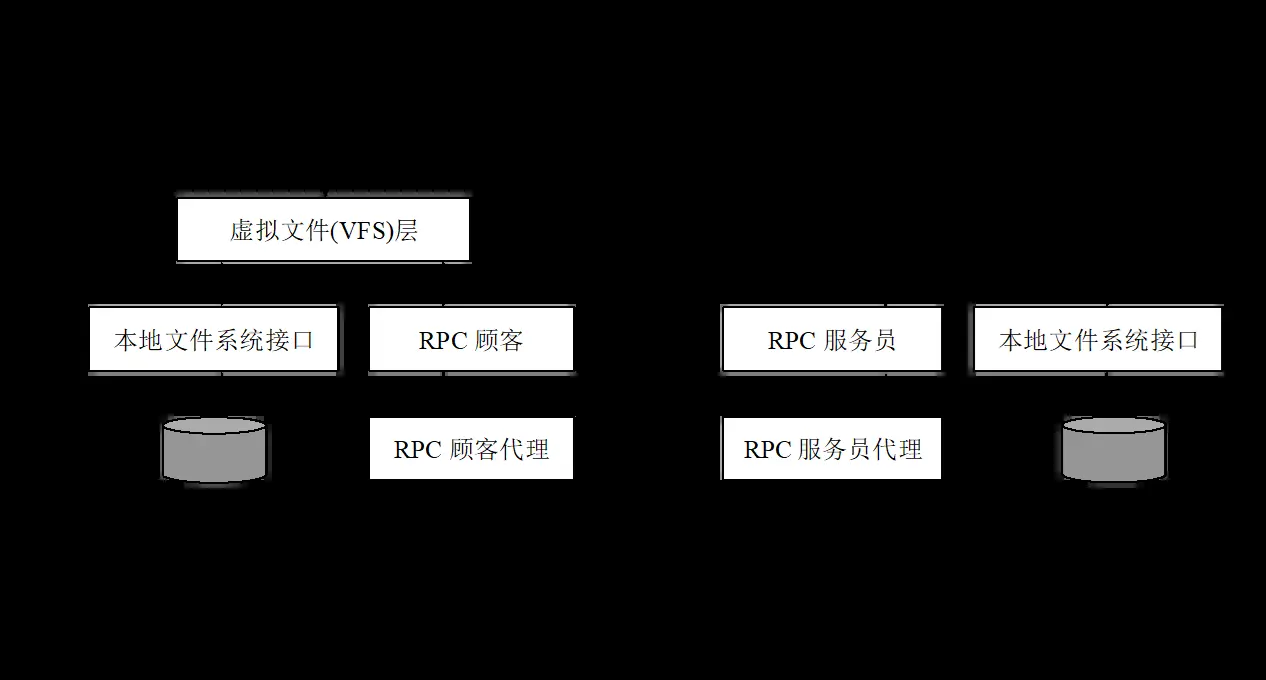 虚拟文件(VFS)层
本地文件系统接口
RPC 顾客
RPC 服务员
本地文件系统接口
RPC 顾客代理
RPC 服务员代理